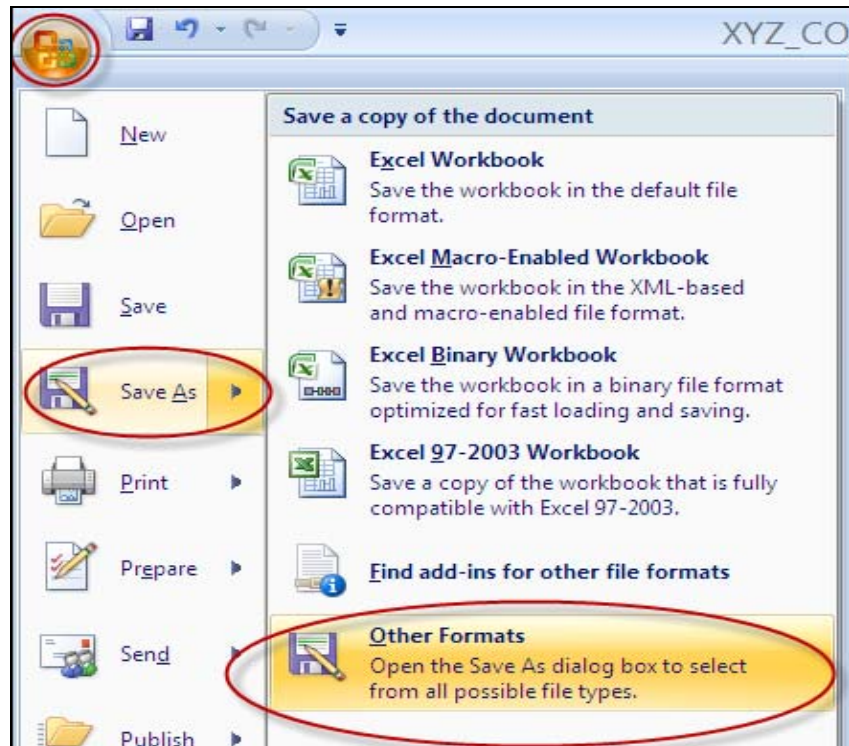 XYZ_CO
New
Open
Save
Save As
Print
Prepare
Send
Publish
Save a copy of the document
Excel Workbook
Save the workbook in the default file
format.
Excel Macro-Enabled Workbook
Save the workbook in the XML-based
and macro-enabled file format.
Excel Binary Workbook
Save the workbook in a binary file format
optimized for fast loading and saving.
Excel 97-2003 Workbook
Save a copy of the workbook that is fully
compatible with Excel 97-2003.
Find add-ins for other file formats
Other Formats
Open the Save As dialog box to select
from all possible file types.